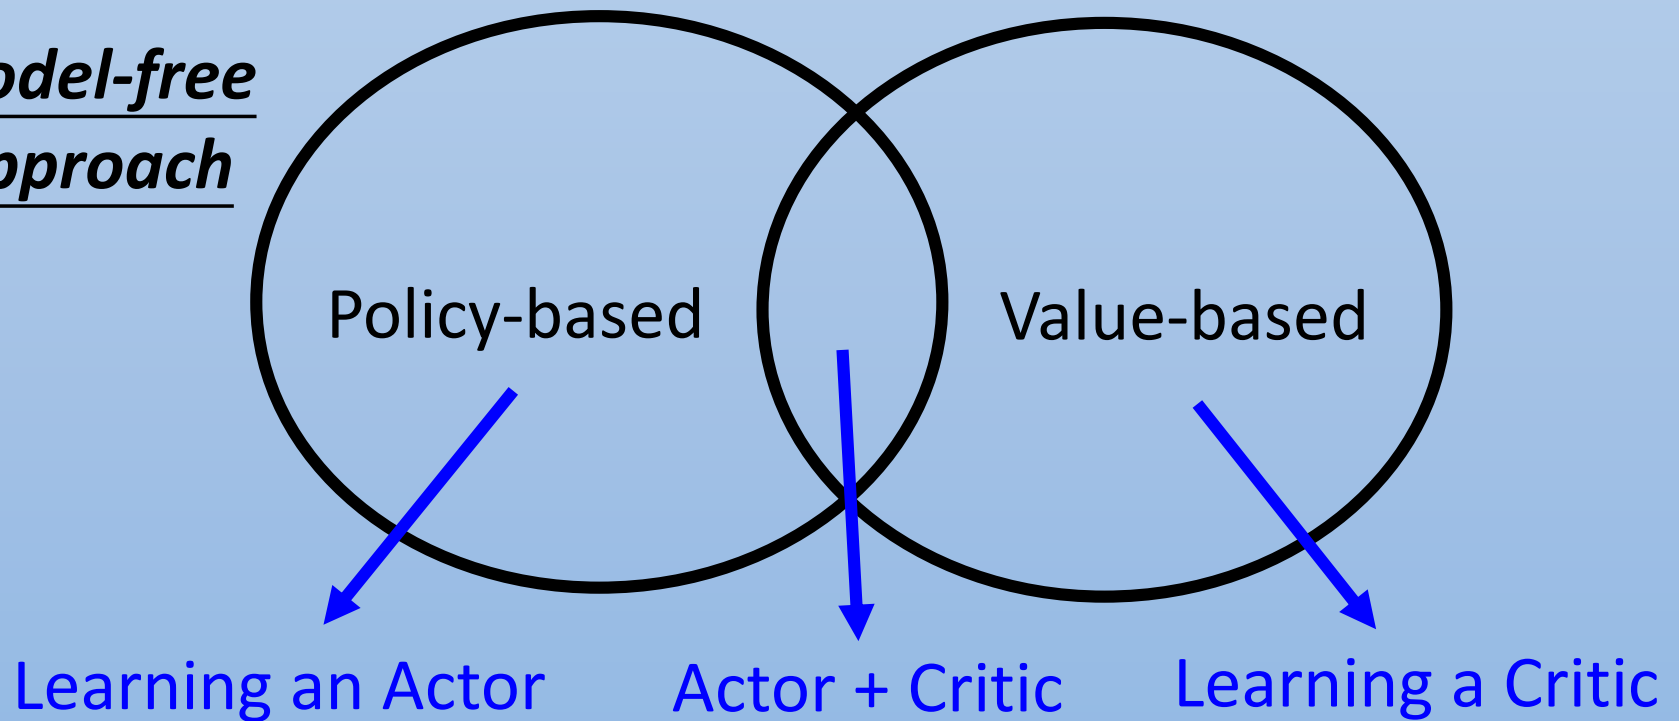 odel-free
pproach
Policy-based
Value-based
Learning an Actor
Actor + Critic
Learning a Critic